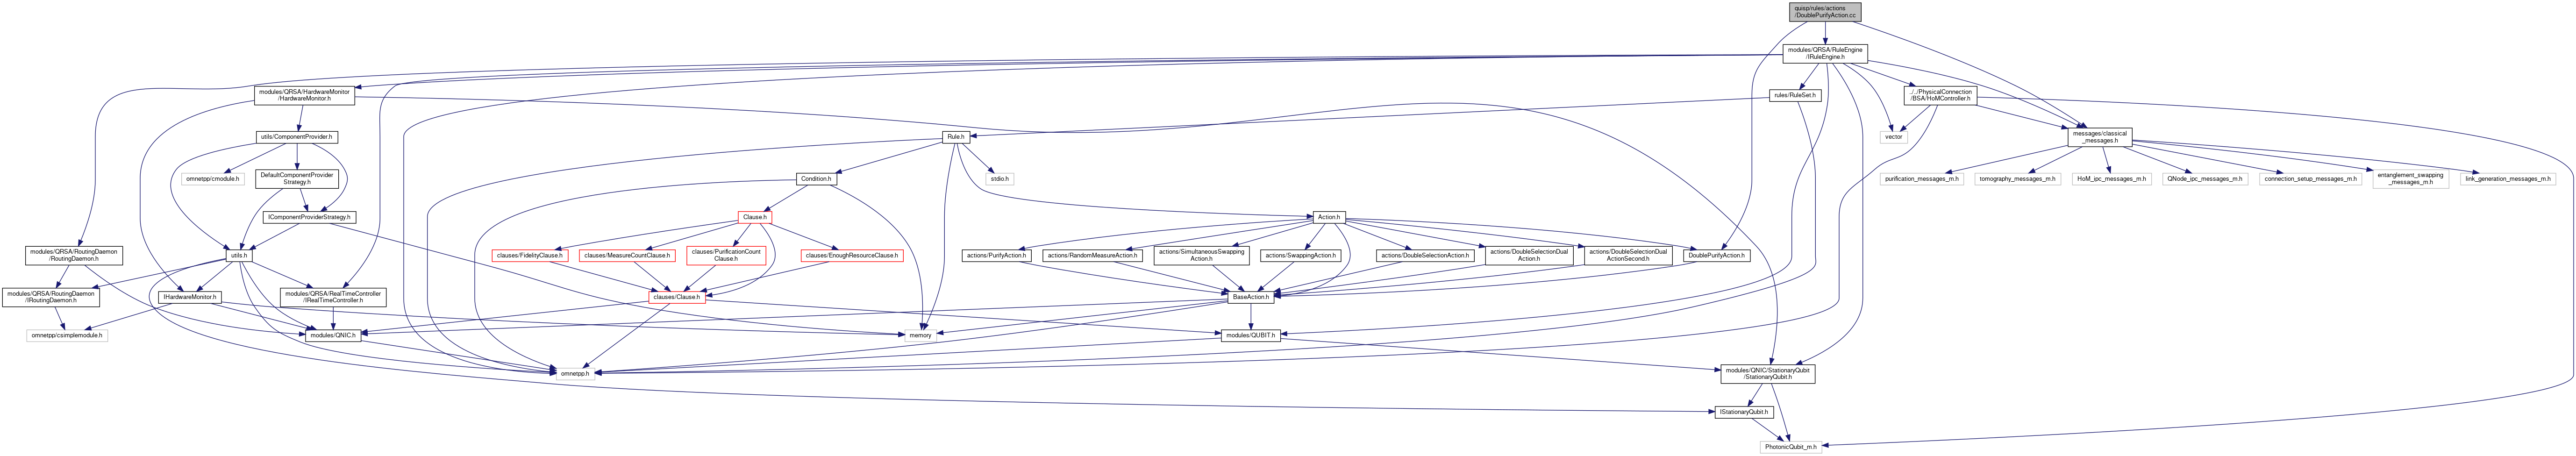 quisp/rules/actions
/DoublePurifyAction.cc
modules/QRSA/RuleEngine
/IRuleEngine.h
modules/QRSA/HardwareMonitor
/HardwareMonitor.h
rules/RuleSet.h
../../PhysicalConnection
/BSA/HoMController.h
utils/ComponentProvider.h
Rule.h
vector
messages/classical
_messages.h
omnetpp/cmodule.h
DefaultComponentProvider
Strategy.h
Condition.h
stdio.h
purification_messages_m.h
tomography_messages_m.h
HoM_ipc_messages_m.h
QNode_ipc_messages_m.h
connection_setup_messages_m.h
entanglement_swapping
_messages_m.h
link_generation_messages_m.h
IComponentProviderStrategy.h
Clause.h
Action.h
modules/QRSA/RoutingDaemon
/RoutingDaemon.h
utils.h
clauses/FidelityClause.h
clauses/MeasureCountClause.h
clauses/PurificationCount
Clause.h
clauses/EnoughResourceClause.h
actions/PurifyAction.h
actions/RandomMeasureAction.h
actions/SimultaneousSwapping
Action.h
actions/SwappingAction.h
actions/DoubleSelectionAction.h
actions/DoubleSelectionDual
Action.h
actions/DoubleSelectionDual
ActionSecond.h
DoublePurifyAction.h
modules/QRSA/RoutingDaemon
/IRoutingDaemon.h
IHardwareMonitor.h
modules/QRSA/RealTimeController
/IRealTimeController.h
clauses/Clause.h
BaseAction.h
omnetpp/csimplemodule.h
modules/QNIC.h
memory
modules/QUBIT.h
omnetpp.h
modules/QNIC/StationaryQubit
/StationaryQubit.h
IStationaryQubit.h
PhotonicQubit_m.h